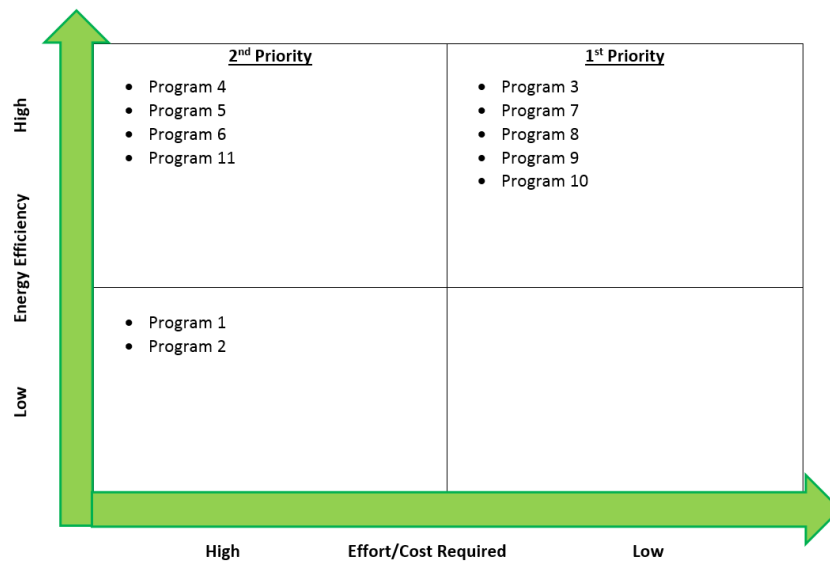 2nd Priority
• Program 4
• Program 5
• Program 6
• Program 11
1st Priority
• Program 3
• Program 7
• Program 8
• Program 9
• Program 10
• Program 1
• Program 2
High
Energy Efficiency
Low
High
Effort/Cost Required
Low